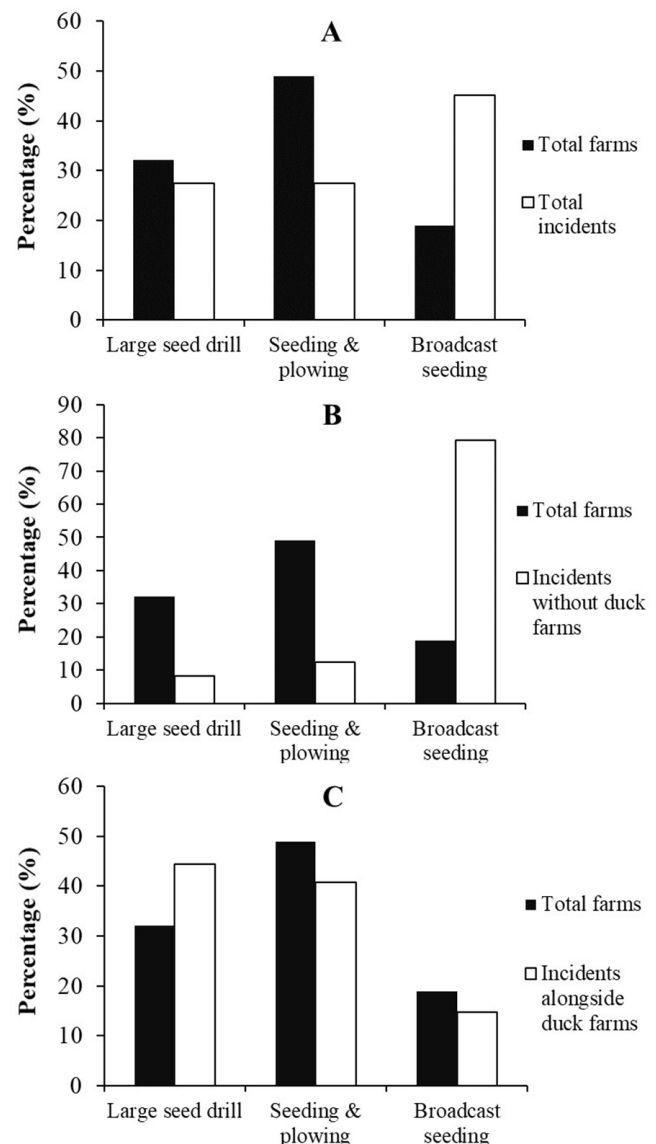 A
60
50
40
30
20
10
0
Percentage (%)
Large seed drill
Seeding &
plowing
Broadcast
seeding
Total farms
Total
incidents
B
90
80
70
60
50
40
30
20
10
0
Percentage (%)
Large seed drill
Seeding &
plowing
Broadcast
seeding
Total farms
Incidents
without duck
farms
C
60
50
40
30
20
10
0
Percentage (%)
Large seed drill
Seeding &
plowing
Broadcast
seeding
Total farms
Incidents
alongside
duck farms